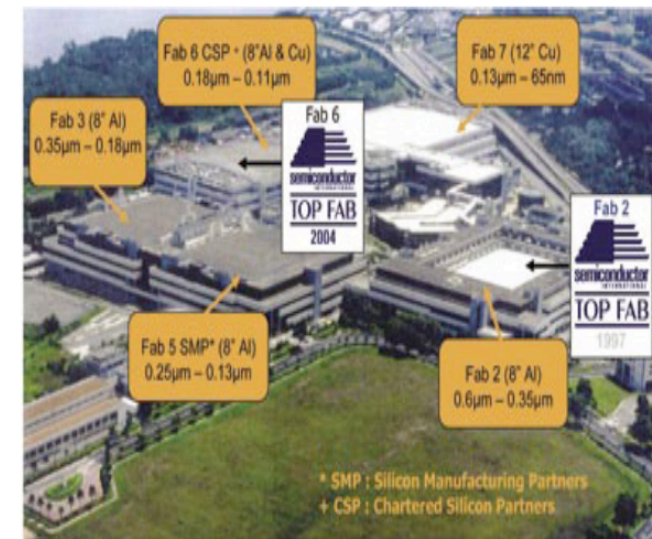 Fab 6 CSP + (8"Al & Cu)
0.18µm – 0.11µm
Fab 7 (12" Cu)
0.13µm – 65nm
Fab 3 (8" Al)
0.35µm – 0.18µm
Fab 6
semiconductor
INTERNATIONAL
TOP FAB
2004
Fab 2
semiconductor
INTERNATIONAL
TOP FAB
1997
Fab 5 SMP* (8" Al)
0.25µm – 0.13µm
Fab 2 (8" Al)
0.6µm – 0.35µm
* SMP : Silicon Manufacturing Partners
+ CSP : Chartered Silicon Partners